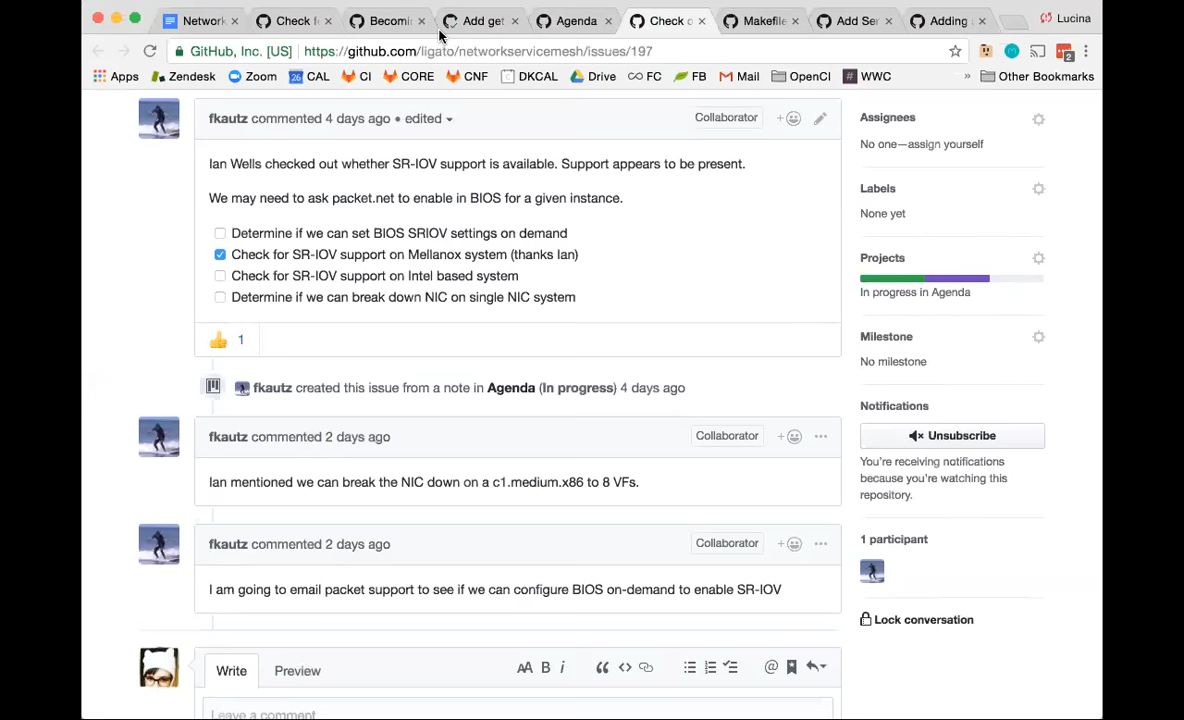 Network
Check f
Becomi
Add get
Agenda
Check o
Makefile
Add Ser
Adding
Lucina
GitHub, Inc. [US] https://github.com/ligato/networkservicemesh/issues/197
2
Apps Zendesk Zoom 26 CAL CI CORE CNF DKCAL Drive FC FB Mail OpenCI # WWC » Other Bookmarks
fkautz commented 4 days ago • edited
Collaborator
Ian Wells checked out whether SR-IOV support is available. Support appears to be present.
We may need to ask packet.net to enable in BIOS for a given instance.
Determine if we can set BIOS SRIOV settings on demand
Check for SR-IOV support on Mellanox system (thanks Ian)
Check for SR-IOV support on Intel based system
Determine if we can break down NIC on single NIC system
1
fkautz created this issue from a note in Agenda (In progress) 4 days ago
fkautz commented 2 days ago
Collaborator
Ian mentioned we can break the NIC down on a c1.medium.x86 to 8 VFs.
fkautz commented 2 days ago
Collaborator
I am going to email packet support to see if we can configure BIOS on-demand to enable SR-IOV
Write Preview AA B i “ <> @
Leave a comment
Assignees
No one—assign yourself
Labels
None yet
Projects
In progress in Agenda
Milestone
No milestone
Notifications
Unsubscribe
You're receiving notifications
because you're watching this
repository.
1 participant
Lock conversation